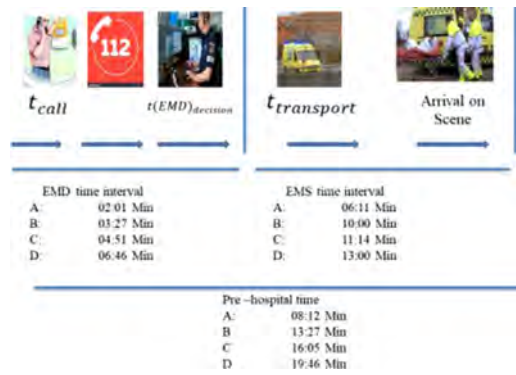 112
t_call
t(EMD)_decision
t_transport
Arrival on
Scene
EMD time interval
A: 02:01 Min
B: 03:27 Min
C: 04:51 Min
D: 06:46 Min
EMS time interval
A: 06:11 Min
B: 10:00 Min
C: 11:14 Min
D: 13:00 Min
Pre –hospital time
A: 08:12 Min
B 13:27 Min
C 16:05 Min
D 19:46 Min